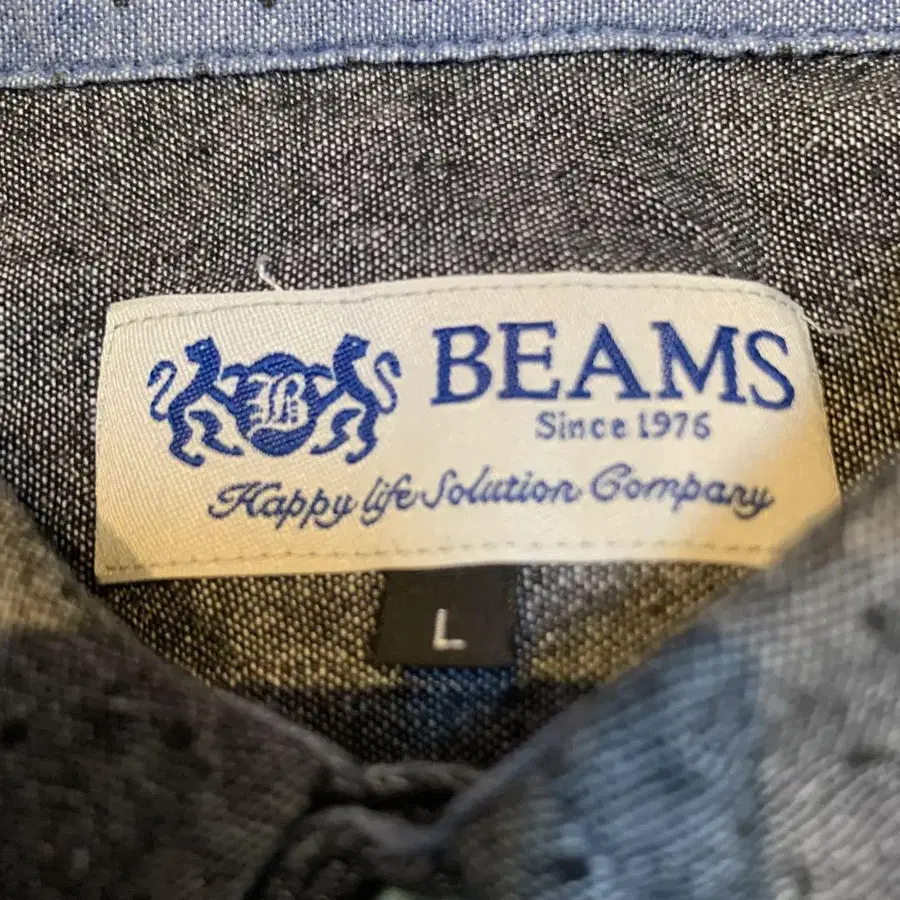 B
BEAMS
Since 1976
Happy life Solution Company
L